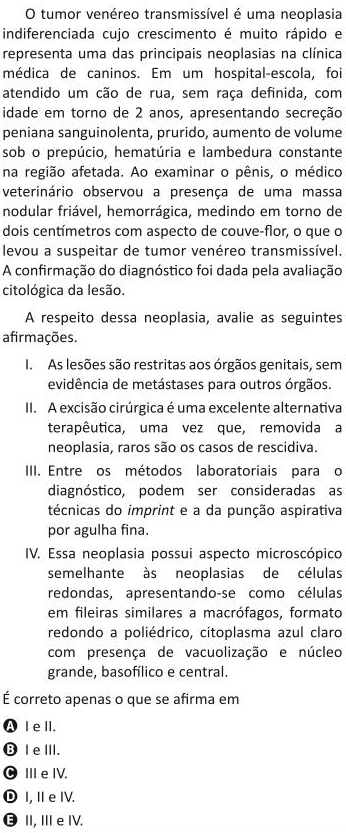 O tumor venéreo transmissível é uma neoplasia
indiferenciada cujo crescimento é muito rápido e
representa uma das principais neoplasias na clínica
médica de caninos. Em um hospital-escola, foi
atendido um cão de rua, sem raça definida, com
idade em torno de 2 anos, apresentando secreção
peniana sanguinolenta, prurido, aumento de volume
sob o prepúcio, hematúria e lambedura constante
na região afetada. Ao examinar o pênis, o médico
veterinário observou a presença de uma massa
nodular friável, hemorrágica, medindo em torno de
dois centímetros com aspecto de couve-flor, o que o
levou a suspeitar de tumor venéreo transmissível.
A confirmação do diagnóstico foi dada pela avaliação
citológica da lesão.
A respeito dessa neoplasia, avalie as seguintes
afirmações.
I. As lesões são restritas aos órgãos genitais, sem
evidência de metástases para outros órgãos.
II. A excisão cirúrgica é uma excelente alternativa
terapêutica, uma vez que, removida a
neoplasia, raros são os casos de rescidiva.
III. Entre os métodos laboratoriais para o
diagnóstico, podem ser consideradas as
técnicas do imprint e a da punção aspirativa
por agulha fina.
IV. Essa neoplasia possui aspecto microscópico
semelhante às neoplasias de células
redondas, apresentando-se como células
em fileiras similares a macrófagos, formato
redondo a poliédrico, citoplasma azul claro
com presença de vacuolização e núcleo
grande, basofílico e central.
É correto apenas o que se afirma em
A I e II.
B I e III.
C III e IV.
D I, II e IV.
E II, III e IV.